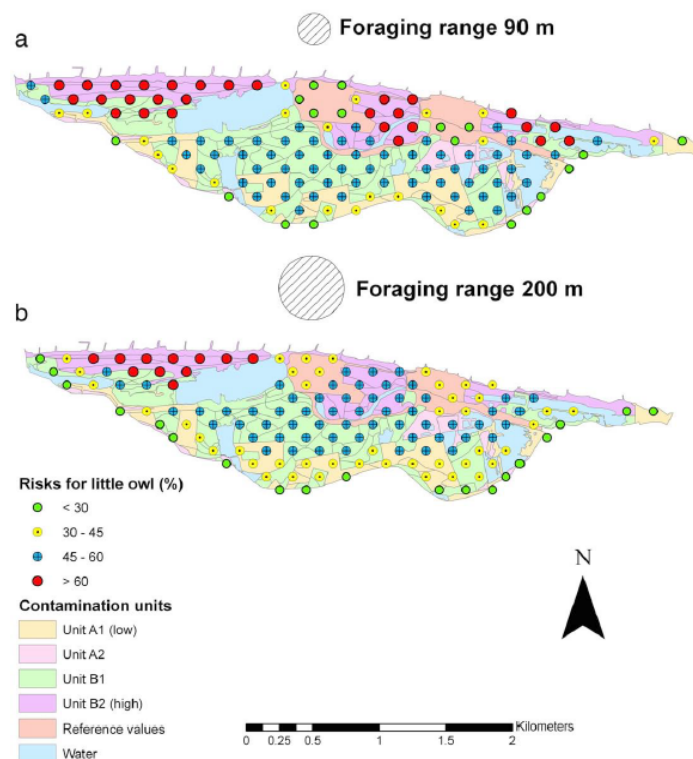 a
Foraging range 90 m
Foraging range 200 m
b
Risks for little owl (%)
< 30
30 - 45
45 - 60
> 60
N
Contamination units
Unit A1 (low)
Unit A2
Unit B1
Unit B2 (high)
Reference values
Water
Kilometers
0 0.25 0.5 1 1.5 2